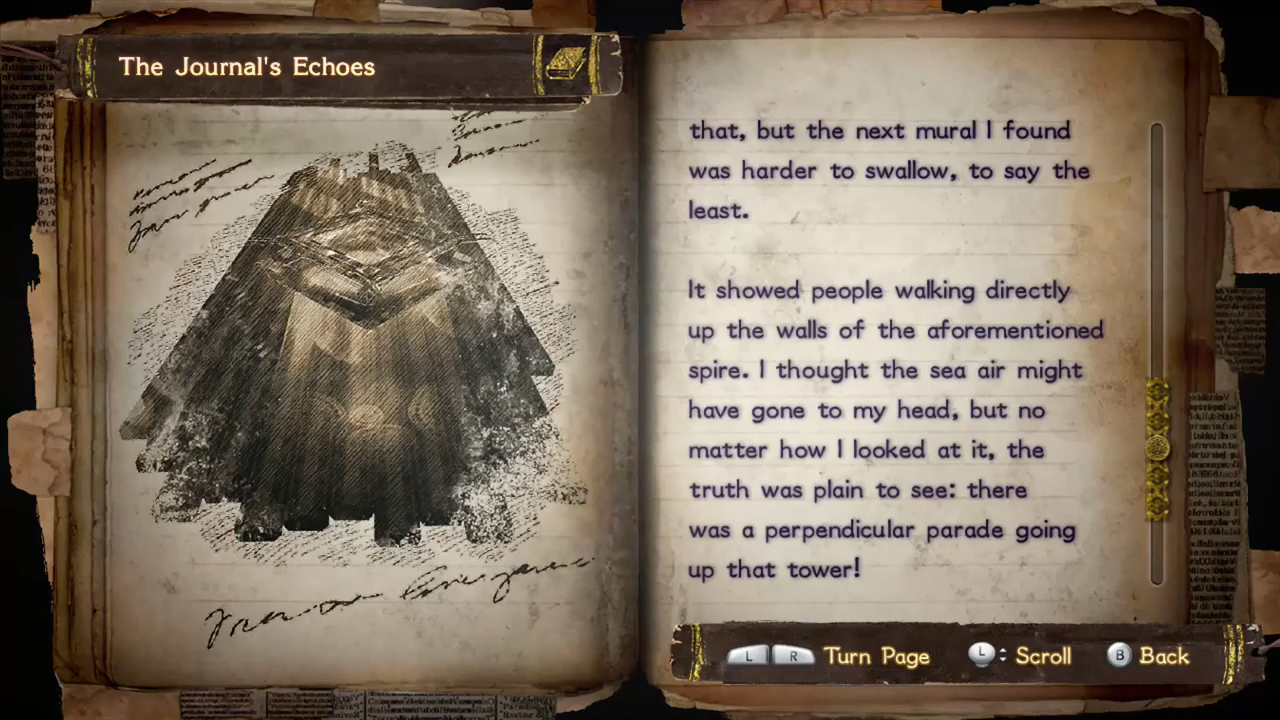 The Journal's Echoes
that, but the next mural I found
was harder to swallow, to say the
least.
It showed people walking directly
up the walls of the aforementioned
spire. I thought the sea air might
have gone to my head, but no
matter how I looked at it, the
truth was plain to see: there
was a perpendicular parade going
up that tower!
L R Turn Page L Scroll B Back